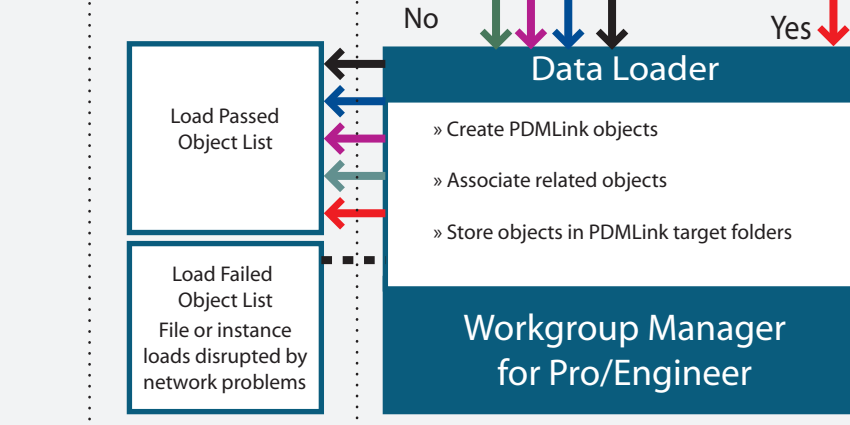 No
Yes
Data Loader
» Create PDMLink objects
» Associate related objects
» Store objects in PDMLink target folders
Load Passed
Object List
Load Failed
Object List
File or instance
loads disrupted by
network problems
Workgroup Manager
for Pro/Engineer